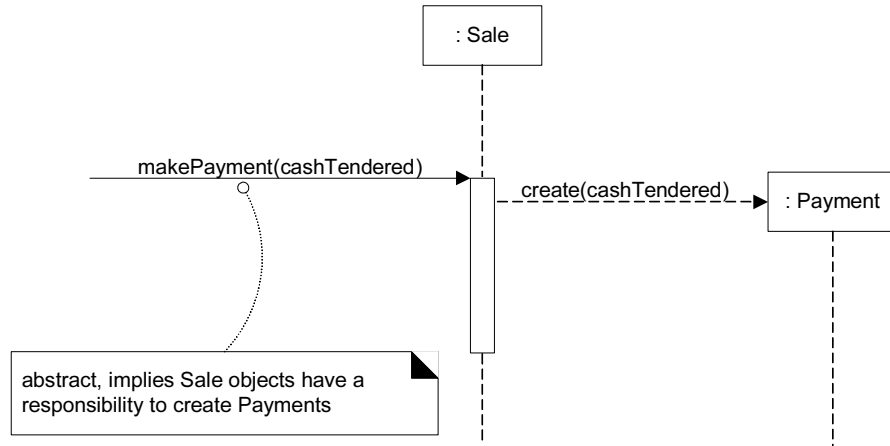 : Sale
makePayment(cashTendered)
create(cashTendered)
: Payment
abstract, implies Sale objects have a
responsibility to create Payments